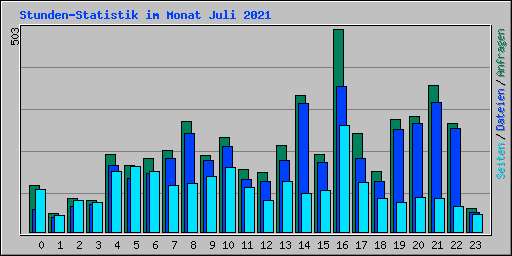 Stunden-Statistik im Monat Juli 2021
503
Seiten / Dateien / Anfragen
0 1 2 3 4 5 6 7 8 9 10 11 12 13 14 15 16 17 18 19 20 21 22 23